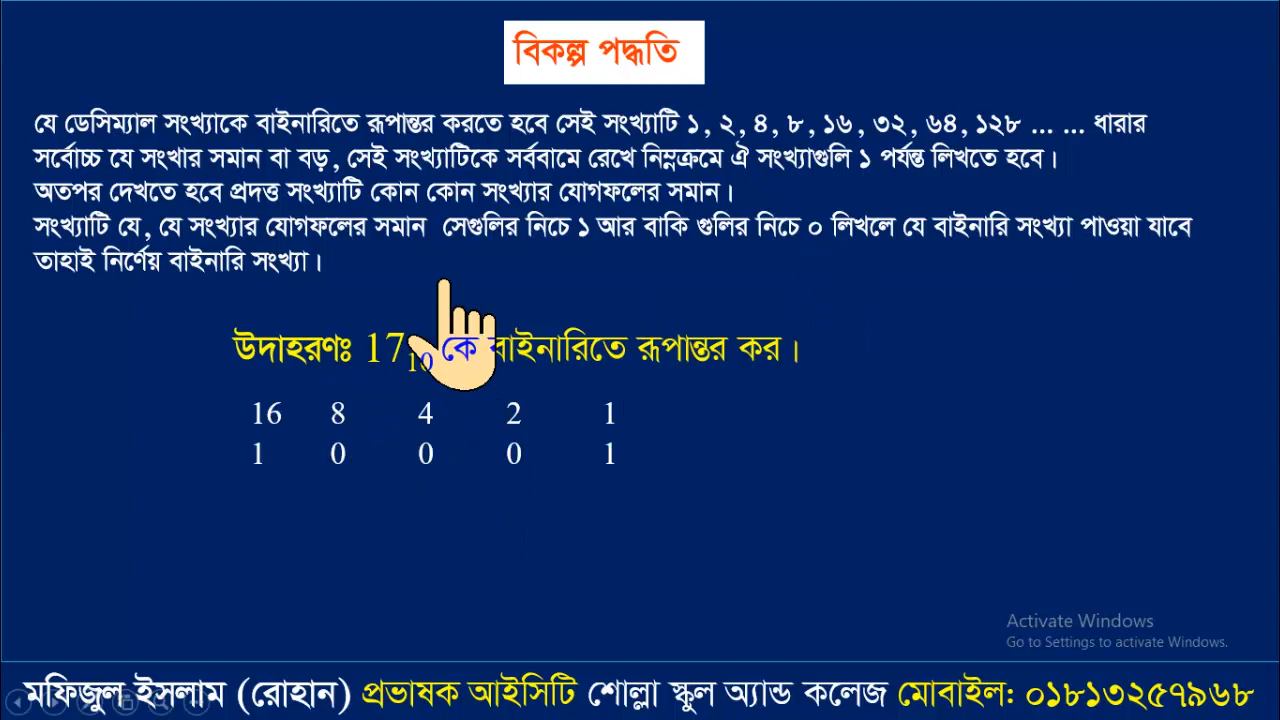 বিকল্প পদ্ধতি
যে ডেসিম্যাল সংখ্যাকে বাইনারিতে রূপান্তর করতে হবে সেই সংখ্যাটি ১, ২, ৪, ৮, ১৬, ৩২, ৬৪, ১২৮ ... ... ধারার
সর্বোচ্চ যে সংখার সমান বা বড়, সেই সংখ্যাটিকে সর্ববামে রেখে নিম্নক্রমে ঐ সংখ্যাগুলি ১ পর্যন্ত লিখতে হবে।
অতপর দেখতে হবে প্রদত্ত সংখ্যাটি কোন কোন সংখ্যার যোগফলের সমান।
সংখ্যাটি যে, যে সংখ্যার যোগফলের সমান সেগুলির নিচে ১ আর বাকি গুলির নিচে ০ লিখলে যে বাইনারি সংখ্যা পাওয়া যাবে
তাহাই নির্ণেয় বাইনারি সংখ্যা।
উদাহরণঃ 17 10 কে বাইনারিতে রূপান্তর কর।
16 8 4 2 1
1 0 0 0 1
Activate Windows
Go to Settings to activate Windows.
মফিজুল ইসলাম (রোহান) প্রভাষক আইসিটি শোল্লা স্কুল অ্যান্ড কলেজ মোবাইল: ০১৮১৩২৫৭৯৬৮